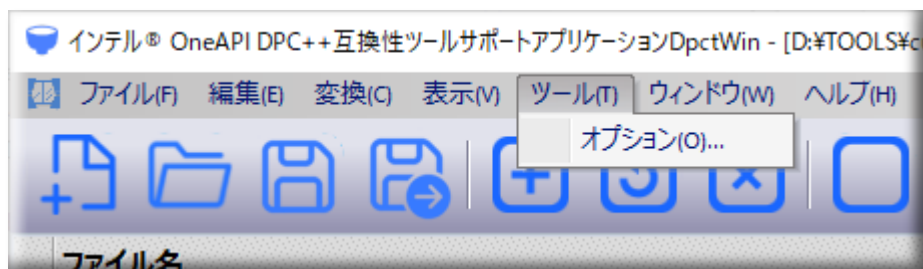 インテル® OneAPI DPC++互換性ツールサポートアプリケーションDpctWin - [D:¥TOOLS¥c
ファイル(F) 編集(E) 変換(C) 表示(V) ツール(T) ウィンドウ(W) ヘルプ(H)
オプション(O)...
ファイル名